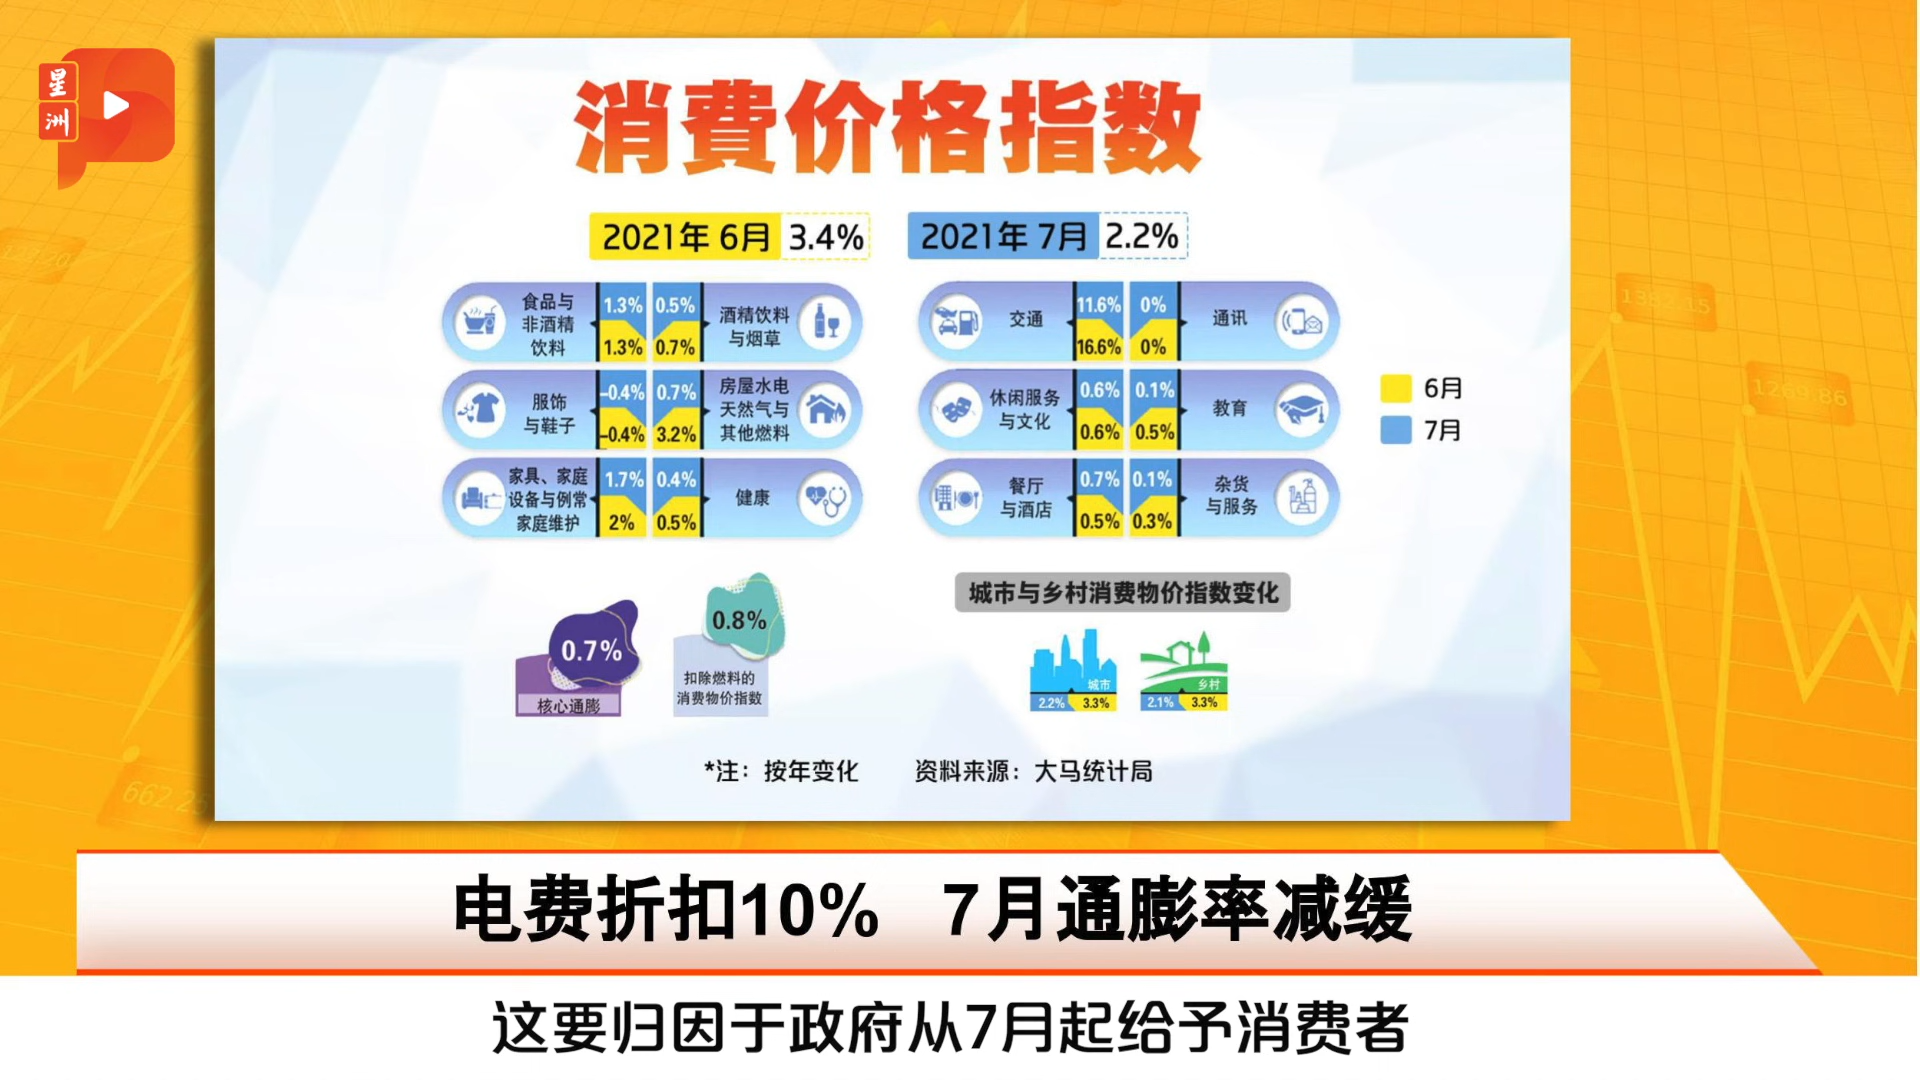 星
洲
消费价格指数
2021年 6月 3.4%
2021年 7月 2.2%
食品与
非酒精
饮料
1.3% 0.5%
1.3% 0.7%
酒精饮料
与烟草
交通
11.6% 0%
16.6% 0%
通讯
服饰
与鞋子
-0.4% 0.7%
-0.4% 3.2%
房屋水电
天然气与
其他燃料
休闲服务
与文化
0.6% 0.1%
0.6% 0.5%
教育
6月
7月
家具、家庭
设备与例常
家庭维护
1.7% 0.4%
2% 0.5%
健康
餐厅
与酒店
0.7% 0.1%
0.5% 0.3%
杂货
与服务
0.7%
核心通膨
0.8%
扣除燃料的
消费物价指数
城市与乡村消费物价指数变化
城市
2.2% 3.3%
乡村
2.1% 3.3%
*注：按年变化 资料来源：大马统计局
1269.86
电费折扣10% 7月通膨率减缓
这要归因于政府从7月起给予消费者